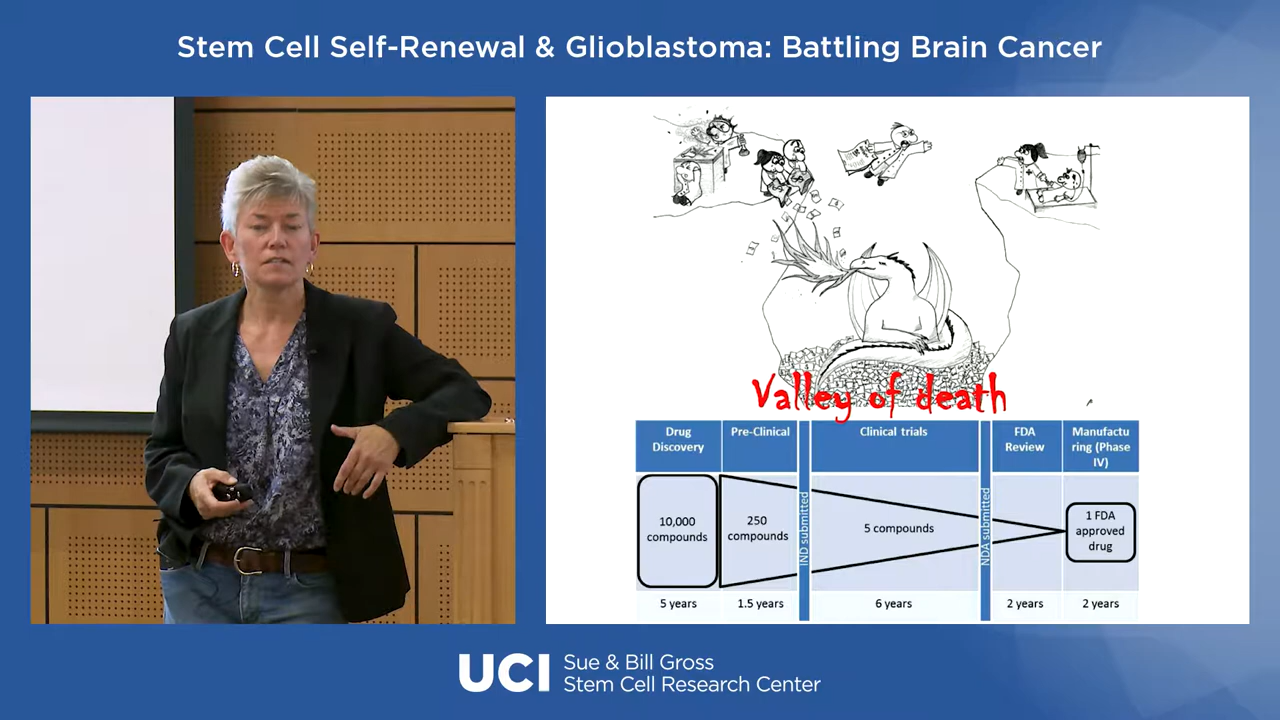 Stem Cell Self-Renewal & Glioblastoma: Battling Brain Cancer
Valley of death
Drug
Discovery
Pre-Clinical
Clinical trials
FDA
Review
Manufactu
ring (Phase
IV)
10,000
compounds
250
compounds
IND submitted
5 compounds
NDA submitted
1 FDA
approved
drug
5 years
1.5 years
6 years
2 years
2 years
UCI
Sue & Bill Gross
Stem Cell Research Center